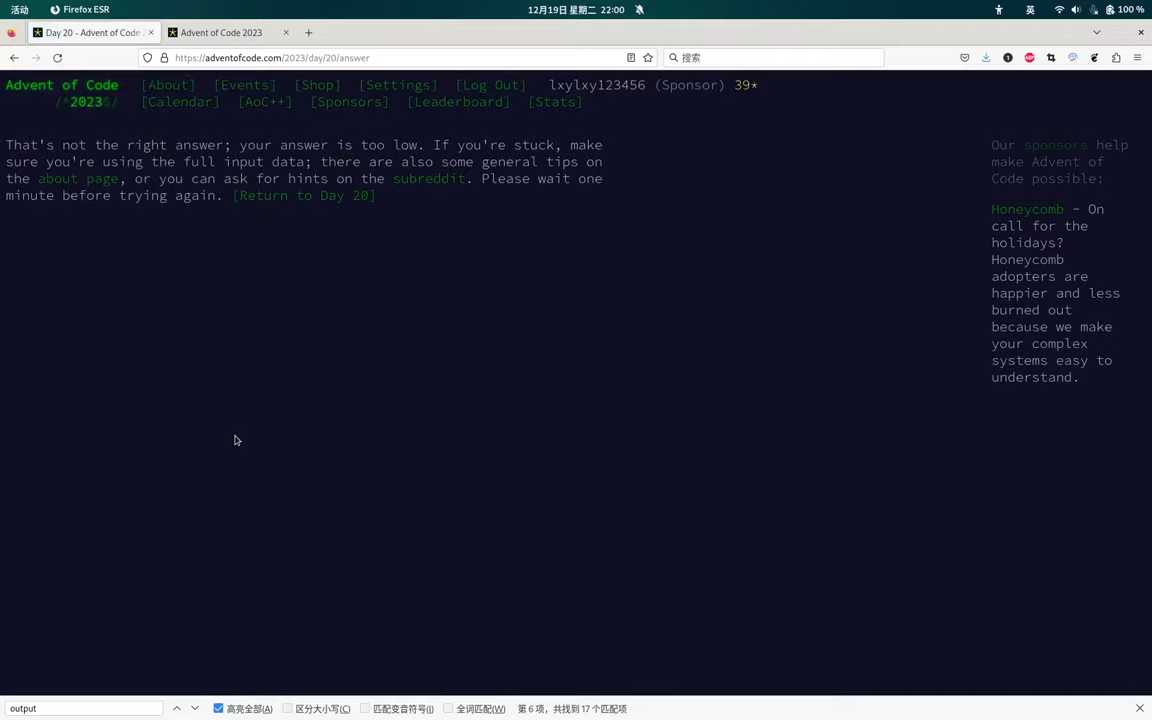 活动 Firefox ESR 12月19日 星期二 22:00 英 100 %
Day 20 - Advent of Code Advent of Code 2023
https://adventofcode.com/2023/day/20/answer 搜索
Advent of Code [About] [Events] [Shop] [Settings] [Log Out] lxylxy123456 (Sponsor) 39*
/^2023$/ [Calendar] [AoC++] [Sponsors] [Leaderboard] [Stats]
That's not the right answer; your answer is too low. If you're stuck, make
sure you're using the full input data; there are also some general tips on
the about page, or you can ask for hints on the subreddit. Please wait one
minute before trying again. [Return to Day 20]
Our sponsors help
make Advent of
Code possible:
Honeycomb - On
call for the
holidays?
Honeycomb
adopters are
happier and less
burned out
because we make
your complex
systems easy to
understand.
output 高亮全部(A) 区分大小写(C) 匹配变音符号(I) 全词匹配(W) 第 6 项，共找到 17 个匹配项